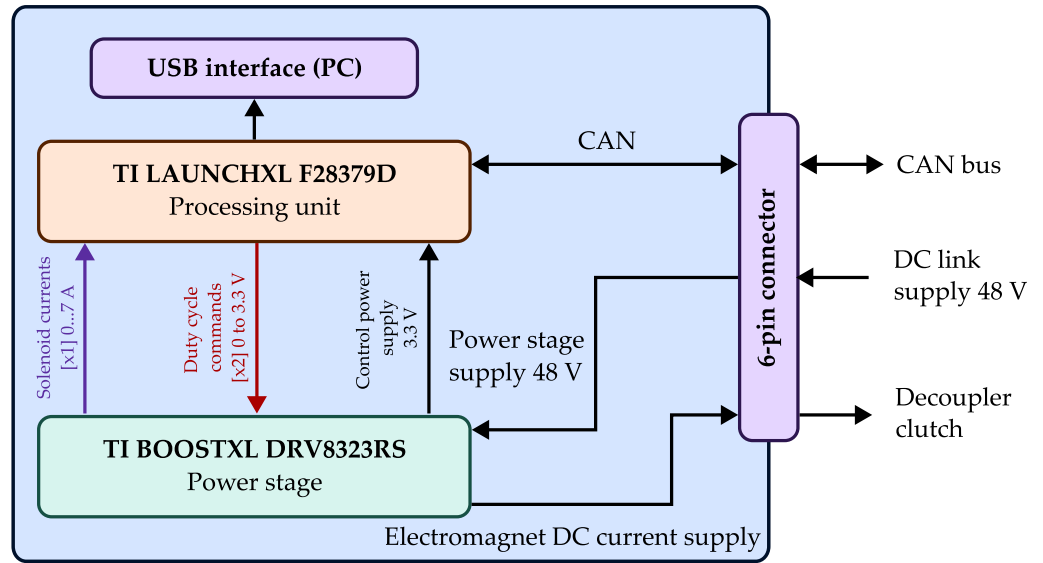 USB interface (PC)
TI LAUNCHXL F28379D
Processing unit
CAN
CAN bus
6-pin connector
DC link
supply 48 V
Solenoid currents
[x1] 0...7 A
Duty cycle
commands
[x2] 0 to 3.3 V
Control power
supply
3.3 V
Power stage
supply 48 V
Decoupler
clutch
TI BOOSTXL DRV8323RS
Power stage
Electromagnet DC current supply